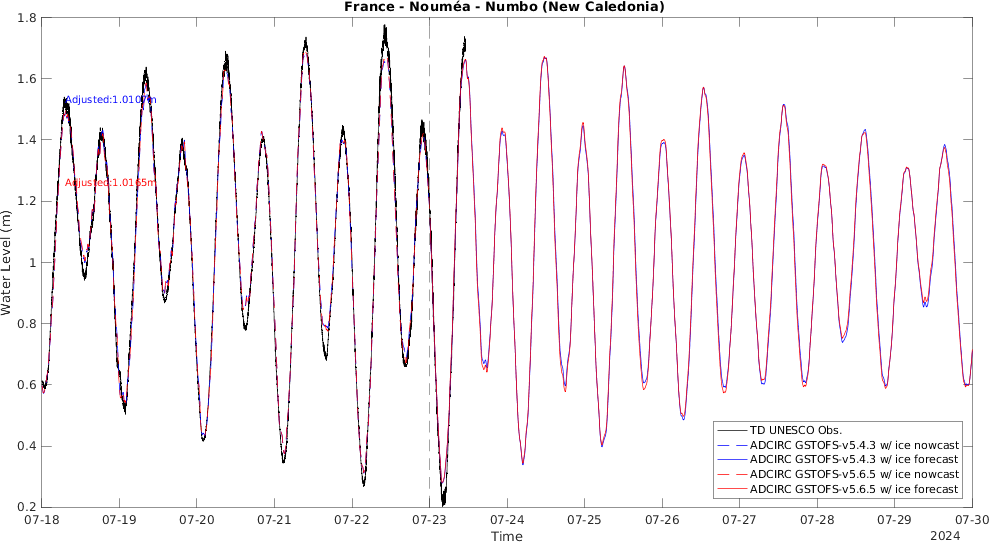 France - Nouméa - Numbo (New Caledonia)
1.8
1.6
1.4
1.2
1
0.8
0.6
0.4
0.2
Water Level (m)
Adjusted:1.0107m
Adjusted:1.0165m
TD UNESCO Obs.
ADCIRC GSTOFS-v5.4.3 w/ ice nowcast
ADCIRC GSTOFS-v5.4.3 w/ ice forecast
ADCIRC GSTOFS-v5.6.5 w/ ice nowcast
ADCIRC GSTOFS-v5.6.5 w/ ice forecast
07-18 07-19 07-20 07-21 07-22 07-23 07-24 07-25 07-26 07-27 07-28 07-29 07-30
Time
2024